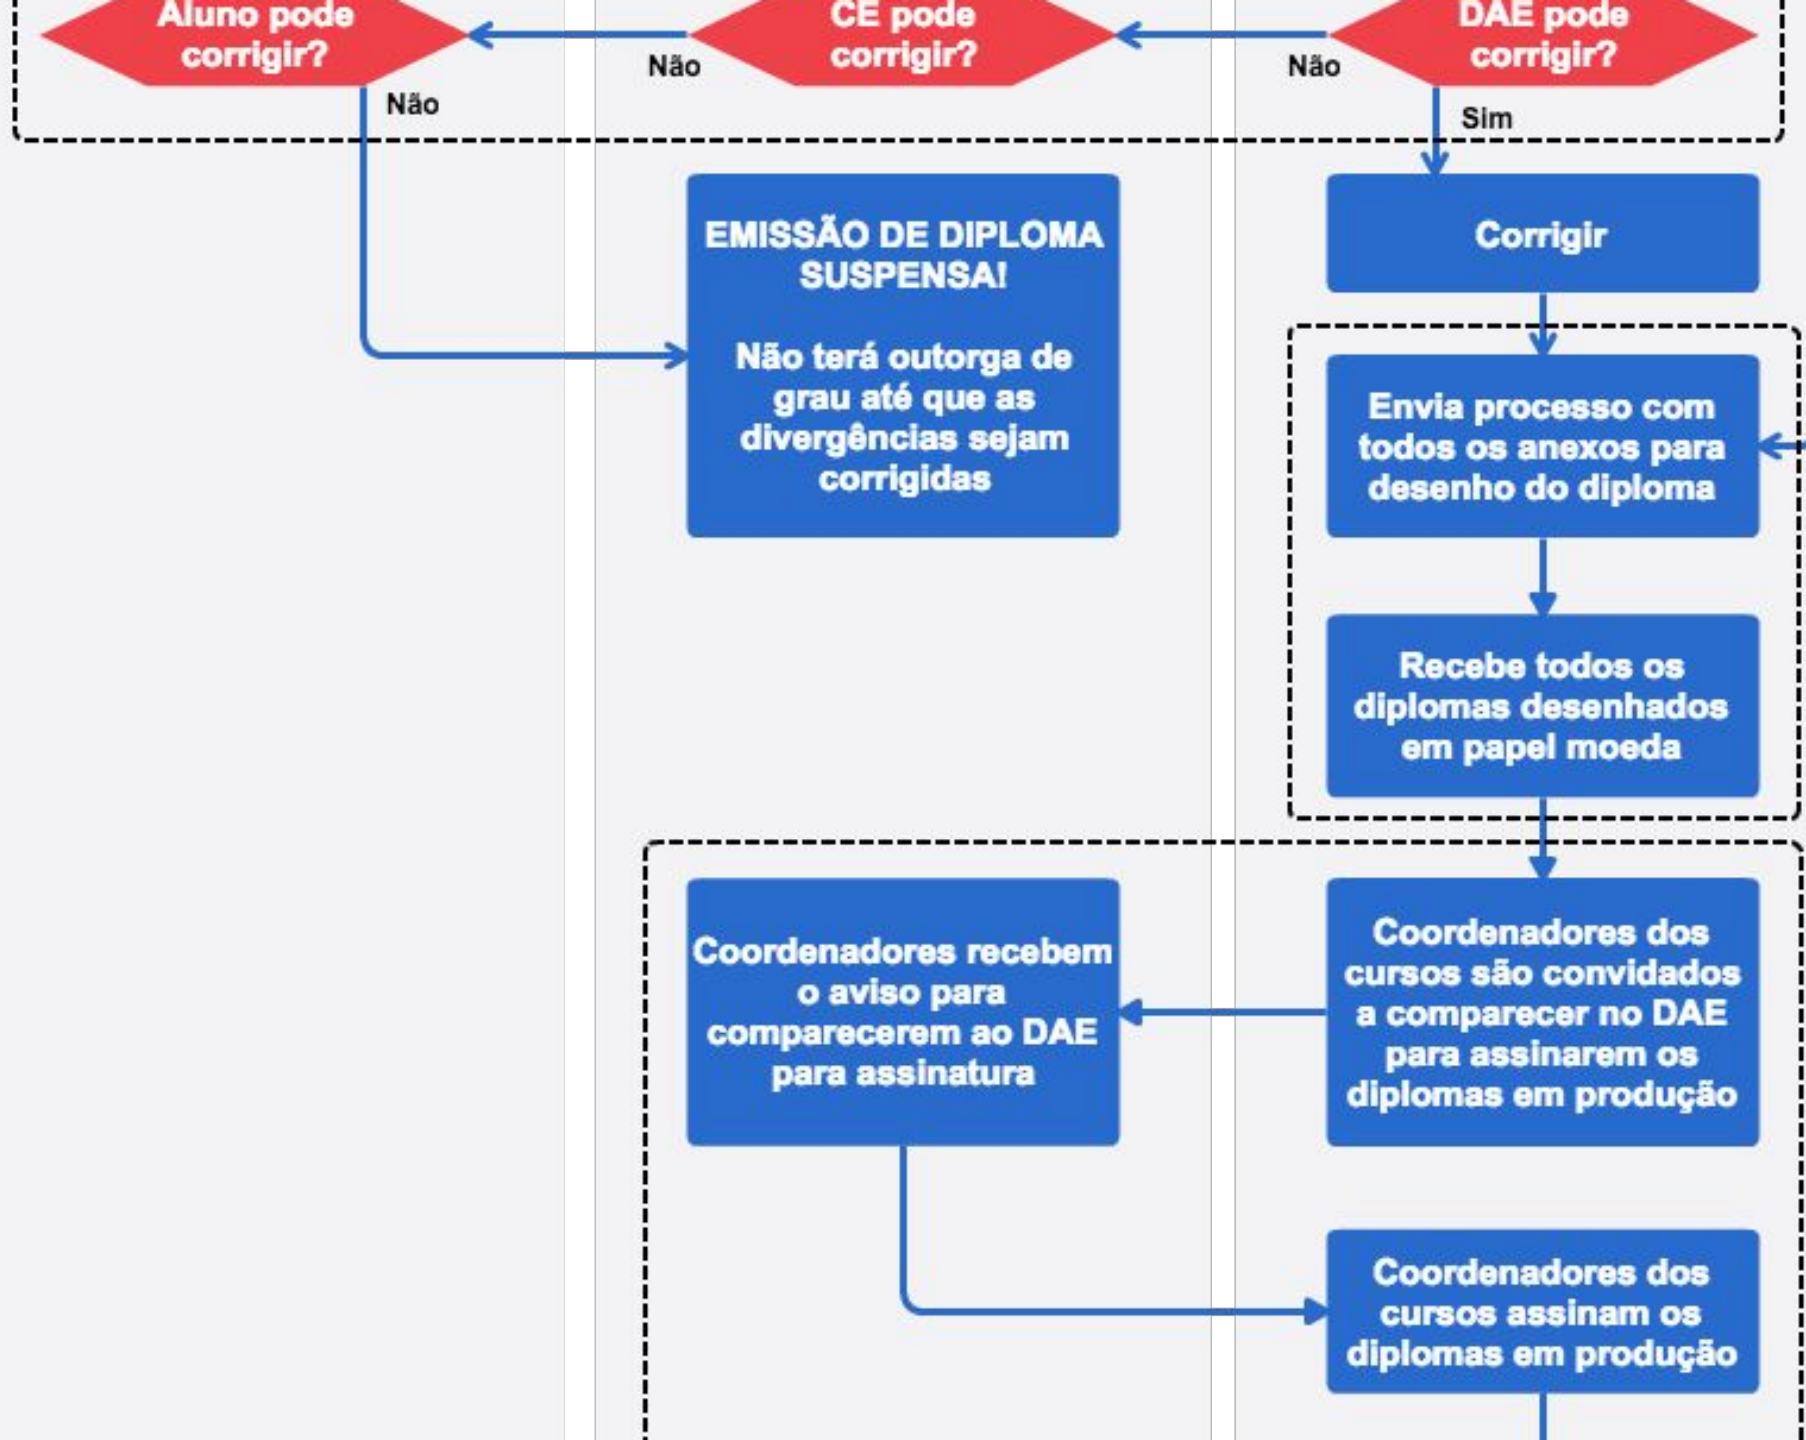 Aluno pode
corrigir?
CE pode
corrigir?
DAE pode
corrigir?
Não
Não
Não
Sim
EMISSÃO DE DIPLOMA
SUSPENSA!
Não terá outorga de
grau até que as
divergências sejam
corrigidas
Corrigir
Envia processo com
todos os anexos para
desenho do diploma
Recebe todos os
diplomas desenhados
em papel moeda
Coordenadores recebem
o aviso para
comparecerem ao DAE
para assinatura
Coordenadores dos
cursos são convidados
a comparecer no DAE
para assinarem os
diplomas em produção
Coordenadores dos
cursos assinam os
diplomas em produção